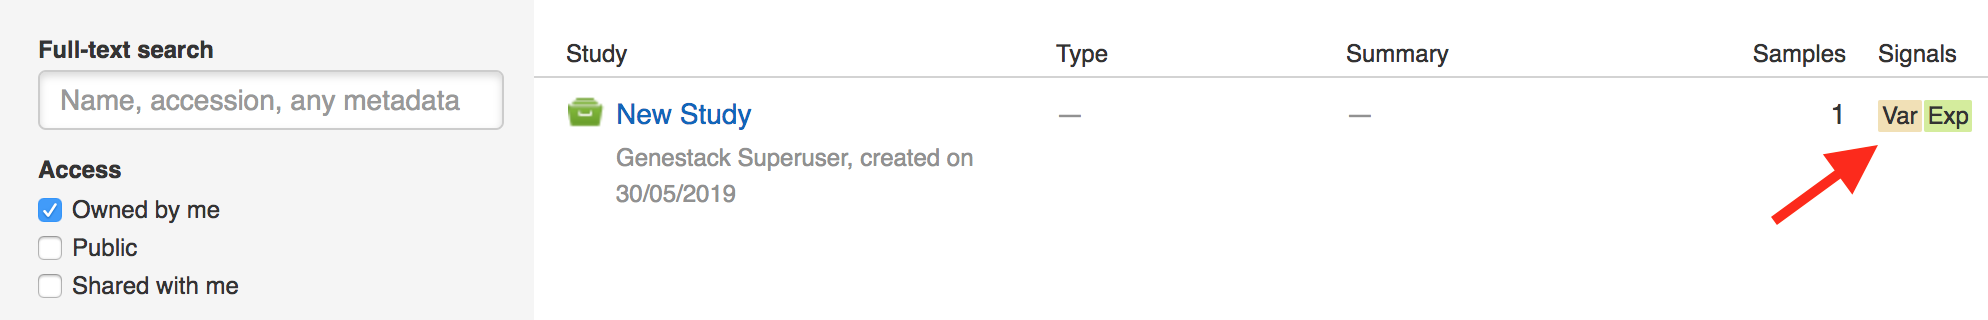 Full-text search
Name, accession, any metadata
Access
Owned by me
Public
Shared with me
Study Type Summary Samples Signals
New Study — — 1 Var Exp
Genestack Superuser, created on
30/05/2019